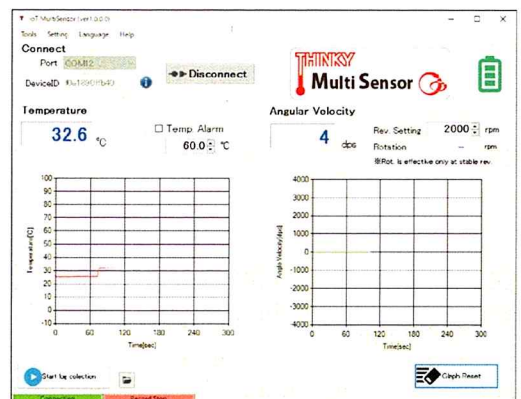 IoT MultiSensor (ver1.0.0.0)
Tools Setting Language Help
Connect
Port COM12
Disconnect
DeviceID
THINKY
Multi Sensor
Temperature
32.6 ℃
Temp. Alarm
60.0 ℃
Angular Velocity
4 dps
Rev. Setting 2000 rpm
Rotation — rpm
※Rot. is effective only at stable rev.
Temperature[C]
100
90
80
70
60
50
40
30
20
10
0
-10
0 60 120 180 240 300
Time[sec]
Angle Velocity[dps]
4000
3000
2000
1000
0
-1000
-2000
-3000
-4000
0 60 120 180 240 300
Time[sec]
Start log colection
Glaph Reset